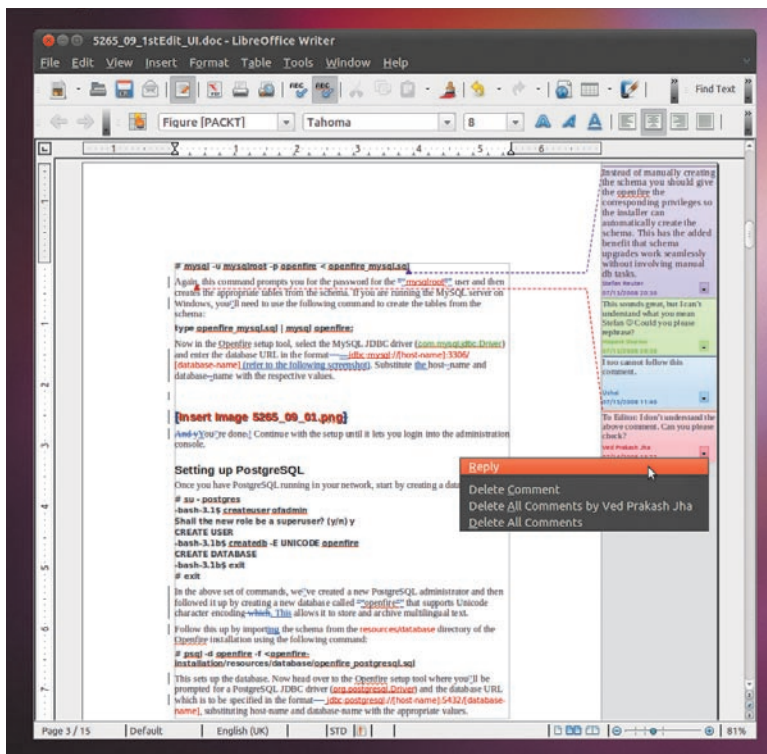 5265_09_1stEdit_UI.doc - LibreOffice Writer
File Edit View Insert Format Table Tools Window Help
Find Text
Figure [PACKT] Tahoma 8
# mysql -u mysqlroot -p openfire < openfire_mysql.sql
Again, this command prompts you for the password for the "“mysqlroot”" user and then
creates the appropriate tables from the schema. If you are running the MySQL server on
Windows, you'll need to use the following command to create the tables from the
schema:
type openfire_mysql.sql | mysql openfire;
Now in the Openfire setup tool, select the MySQL JDBC driver (com.mysql.jdbc.Driver)
and enter the database URL in the format — jdbc:mysql://[host-name]:3306/
[database-name] (refer to the following screenshot). Substitute the host-name and
database-name with the respective values.
{Insert Image 5265_09_01.png}
And yYou're done! Continue with the setup until it lets you login into the administration
console.
Setting up PostgreSQL
Once you have PostgreSQL running in your network, start by creating a
# su - postgres
-bash-3.1$ createuser ofadmin
Shall the new role be a superuser? (y/n) y
CREATE USER
-bash-3.1b$ createdb -E UNICODE openfire
CREATE DATABASE
-bash-3.1b$ exit
# exit
In the above set of commands, we've created a new PostgreSQL administrator and then
followed it up by creating a new database called "“openfire”" that supports Unicode
character encoding which. This allows it to store and archive multilingual text.
Follow this up by importing the schema from the resources/database directory of the
Openfire installation using the following command:
# psql -d openfire -f <openfire-
installation/resources/database/openfire_postgresql.sql
This sets up the database. Now head over to the Openfire setup tool where you'll be
prompted for a PostgreSQL JDBC driver (org.postgresql.Driver) and the database URL
which is to be specified in the format — jdbc:postgresql://[host-name]:5432/[database-
name], substituting host-name and database-name with the appropriate values.
Instead of manually creating
the schema you should give
the openfire the
corresponding privileges so
the installer can
automatically create the
schema. This has the added
benefit that schema
upgrades work seamlessly
without involving manual
db tasks.
Stefan Reuter
07/13/2008 20:30
This sounds great, but I can't
understand what you mean
Stefan ☺Could you please
rephrase?
I too cannot follow this
comment.
Ushal
07/15/2008 11:40
To Editor: I don't understand the
above comment. Can you please
check?
Ved Prakash Jha
Reply
Delete Comment
Delete All Comments by Ved Prakash Jha
Delete All Comments
Page 3 / 15 Default English (UK) STD 81%